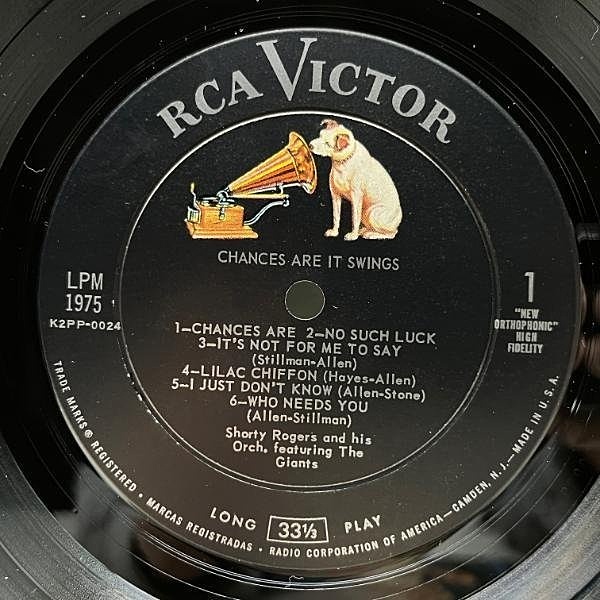 RCA VICTOR
CHANCES ARE IT SWINGS
LPM
1975
K2PP-0024
1
"NEW
ORTHOPHONIC"
HIGH
FIDELITY
1—CHANCES ARE 2—NO SUCH LUCK
3—IT'S NOT FOR ME TO SAY
(Stillman-Allen)
4—LILAC CHIFFON (Hayes-Allen)
5—I JUST DON'T KNOW (Allen-Stone)
6—WHO NEEDS YOU
(Allen-Stillman)
Shorty Rogers and his
Orch. featuring The
Giants
LONG 33⅓ PLAY
TRADE MARKS ® REGISTERED • MARCAS REGISTRADAS • RADIO CORPORATION OF AMERICA—CAMDEN, N.J.—MADE IN U.S.A.